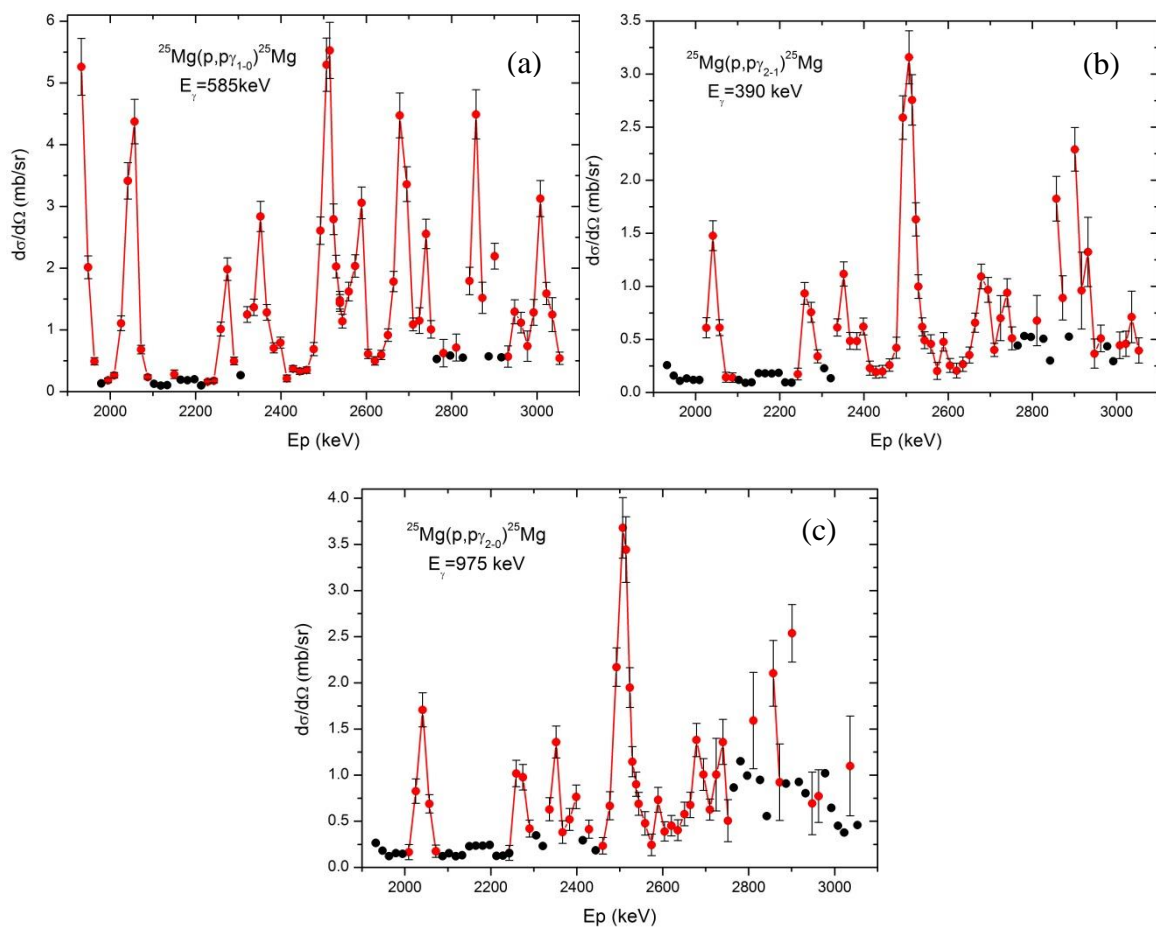 ²⁵Mg(p,pγ₁₋₀)²⁵Mg
Eᵧ=585keV
(a)
dσ/dΩ (mb/sr)
6
5
4
3
2
1
0
2000 2200 2400 2600 2800 3000
Ep (keV)
²⁵Mg(p,pγ₂₋₁)²⁵Mg
Eᵧ=390 keV
(b)
dσ/dΩ (mb/sr)
3.5
3.0
2.5
2.0
1.5
1.0
0.5
0.0
2000 2200 2400 2600 2800 3000
Ep (keV)
²⁵Mg(p,pγ₂₋₀)²⁵Mg
Eᵧ=975 keV
(c)
dσ/dΩ (mb/sr)
4.0
3.5
3.0
2.5
2.0
1.5
1.0
0.5
0.0
2000 2200 2400 2600 2800 3000
Ep (keV)